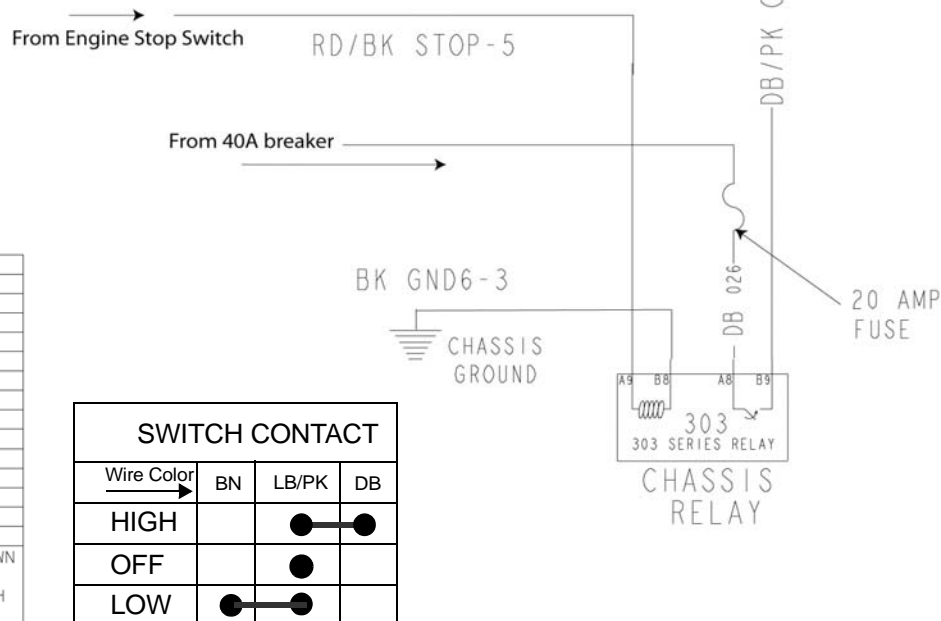 From Engine Stop Switch
RD/BK STOP-5
DB/PK
From 40A breaker
BK GND6-3
CHASSIS
GROUND
DB 026
20 AMP
FUSE
A9 B8 A8 B9
303
303 SERIES RELAY
CHASSIS
RELAY
SWITCH CONTACT
Wire Color BN LB/PK DB
HIGH
OFF
LOW